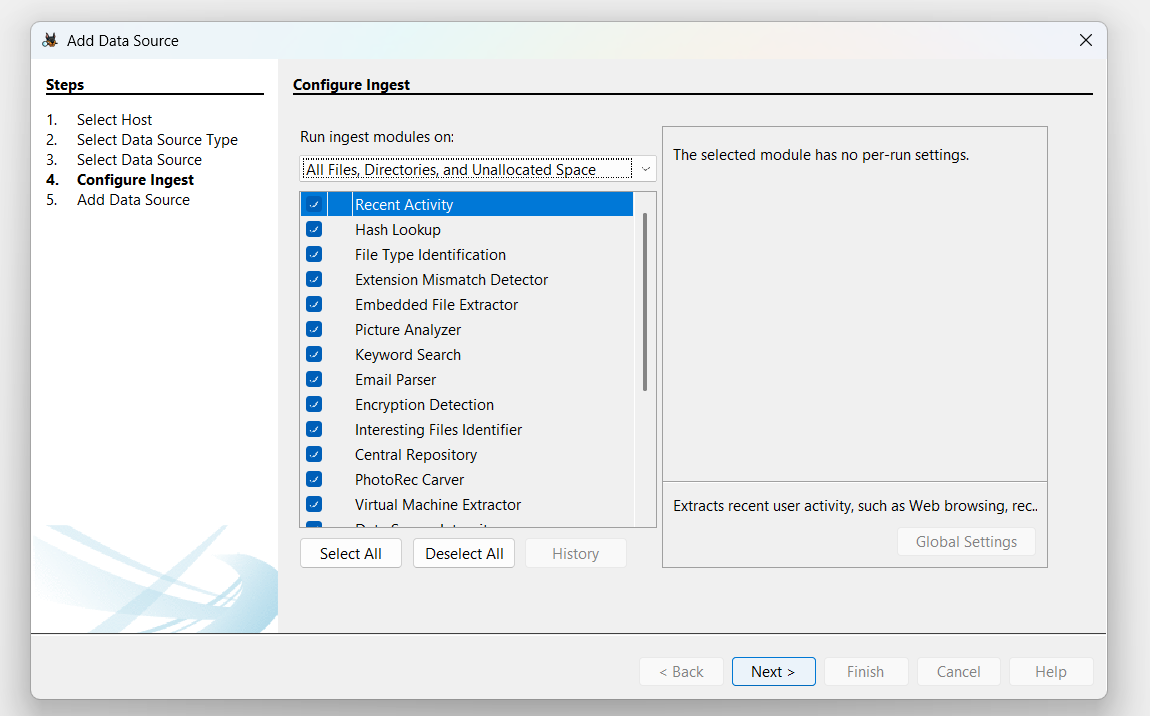 Add Data Source
Steps
1. Select Host
2. Select Data Source Type
3. Select Data Source
4. Configure Ingest
5. Add Data Source
Configure Ingest
Run ingest modules on:
All Files, Directories, and Unallocated Space
Recent Activity
Hash Lookup
File Type Identification
Extension Mismatch Detector
Embedded File Extractor
Picture Analyzer
Keyword Search
Email Parser
Encryption Detection
Interesting Files Identifier
Central Repository
PhotoRec Carver
Virtual Machine Extractor
Data Source Integrity
Select All
Deselect All
History
The selected module has no per-run settings.
Extracts recent user activity, such as Web browsing, rec..
Global Settings
< Back
Next >
Finish
Cancel
Help